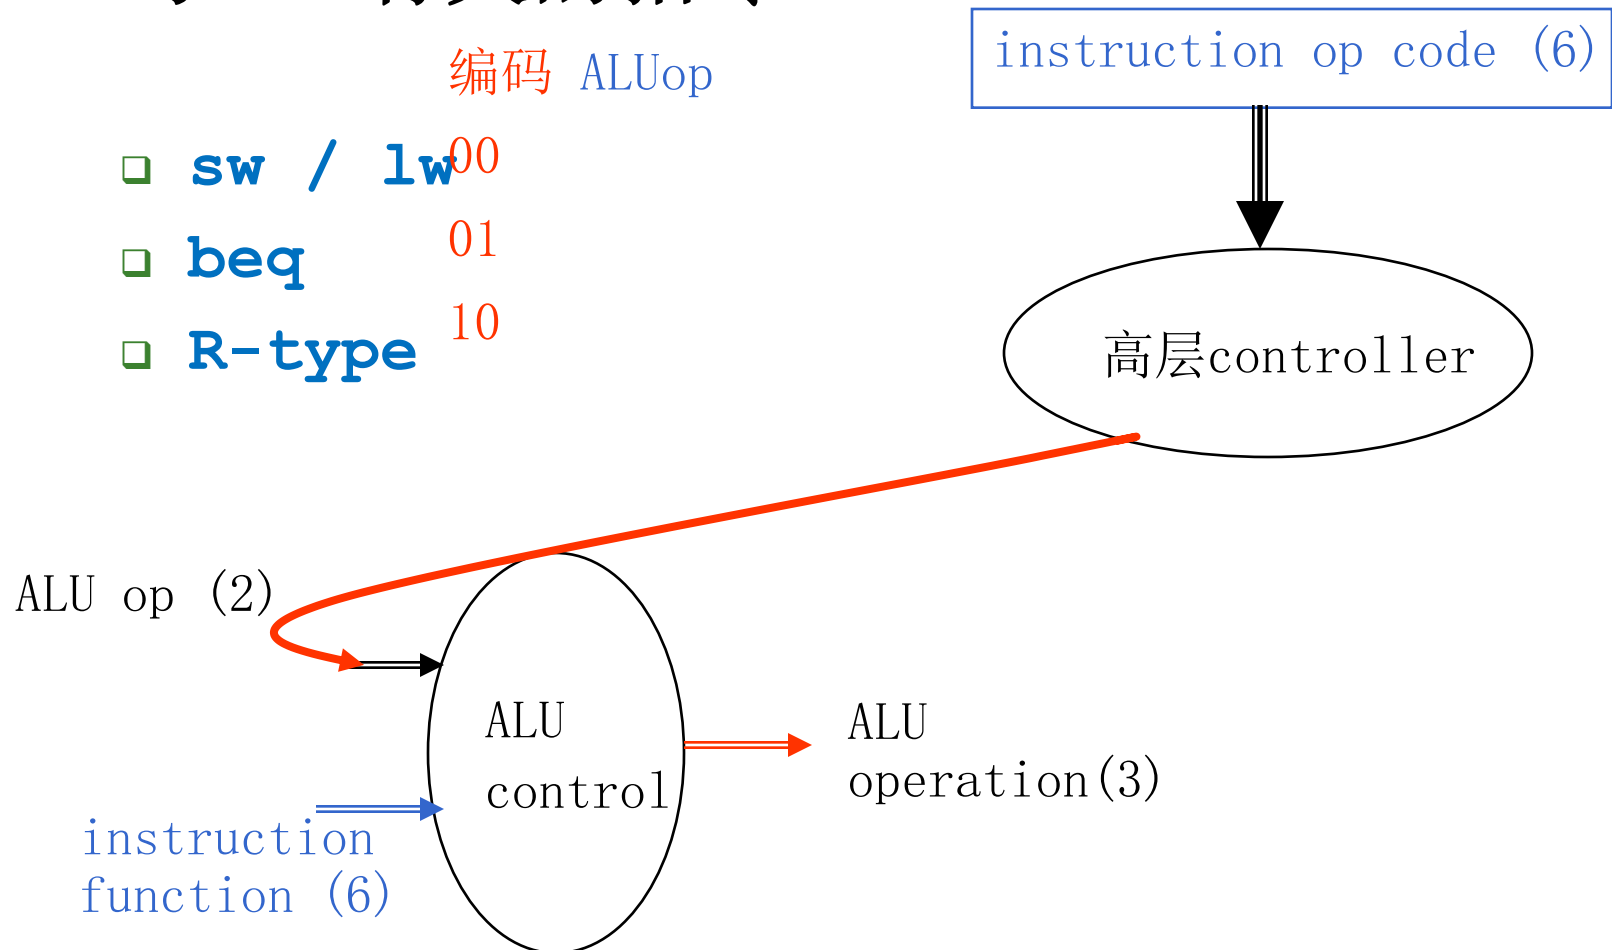 编码 ALUop
instruction op code (6)
sw / lw 00
beq 01
R-type 10
高层controller
ALU op (2)
ALU
control
ALU
operation(3)
instruction
function (6)